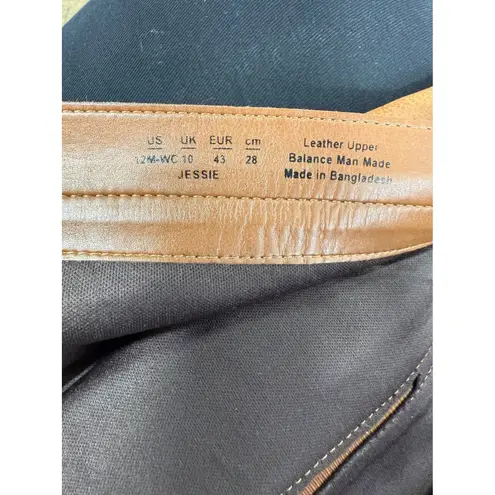 US UK EUR cm
12M-WC 10 43 28
JESSIE
Leather Upper
Balance Man Made
Made in Bangladesh